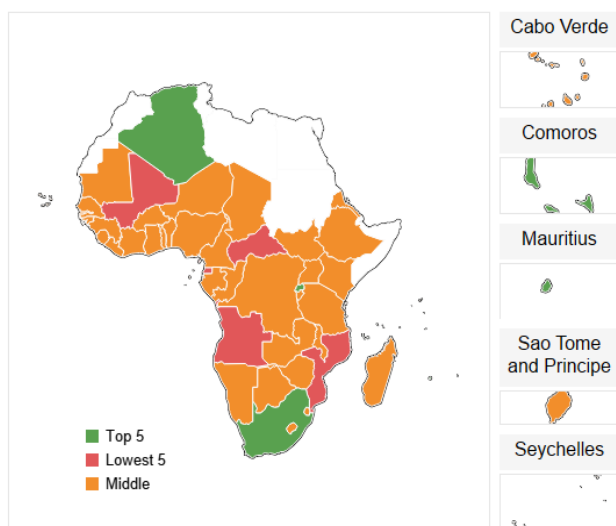 Cabo Verde
Comoros
Mauritius
Sao Tome
and Principe
Seychelles
Top 5
Lowest 5
Middle